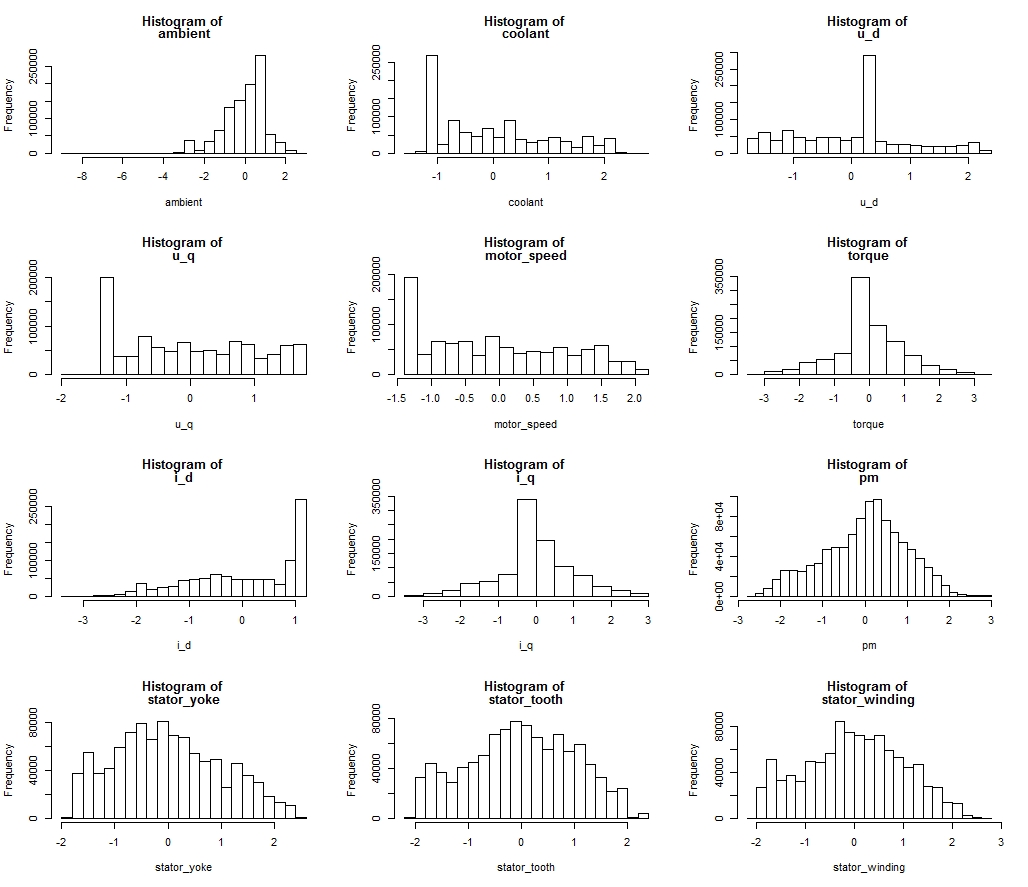 Histogram of
ambient
Frequency
0
100000
250000
-8 -6 -4 -2 0 2
ambient
Histogram of
coolant
Frequency
0
100000
250000
-1 0 1 2
coolant
Histogram of
u_d
Frequency
0
100000
250000
-1 0 1 2
u_d
Histogram of
u_q
Frequency
0
100000
200000
-2 -1 0 1
u_q
Histogram of
motor_speed
Frequency
0
100000
200000
-1.5 -1.0 -0.5 0.0 0.5 1.0 1.5 2.0
motor_speed
Histogram of
torque
Frequency
0
150000
350000
-3 -2 -1 0 1 2 3
torque
Histogram of
i_d
Frequency
0
100000
250000
-3 -2 -1 0 1
i_d
Histogram of
i_q
Frequency
0
150000
350000
-3 -2 -1 0 1 2 3
i_q
Histogram of
pm
Frequency
0e+00
4e+04
8e+04
-3 -2 -1 0 1 2 3
pm
Histogram of
stator_yoke
Frequency
0
40000
80000
-2 -1 0 1 2
stator_yoke
Histogram of
stator_tooth
Frequency
0
40000
80000
-2 -1 0 1 2
stator_tooth
Histogram of
stator_winding
Frequency
0
40000
80000
-2 -1 0 1 2 3
stator_winding